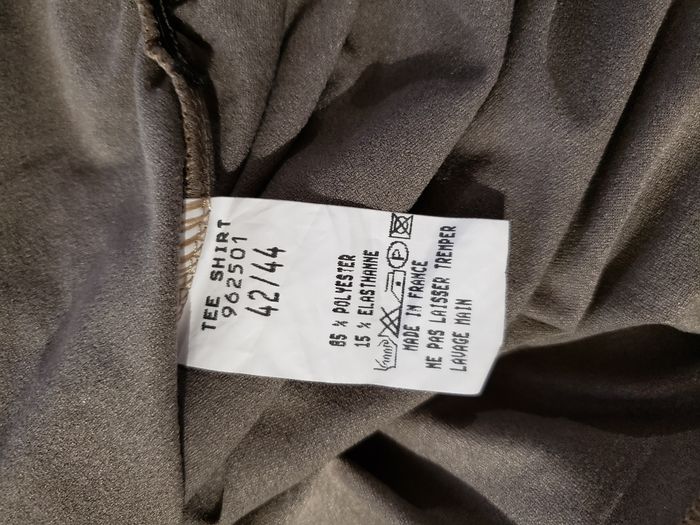 TEE SHIRT
962501
42/44
85 % POLYESTER
15 % ELASTHANNE
P
MADE IN FRANCE
NE PAS LAISSER TREMPER
LAVAGE MAIN